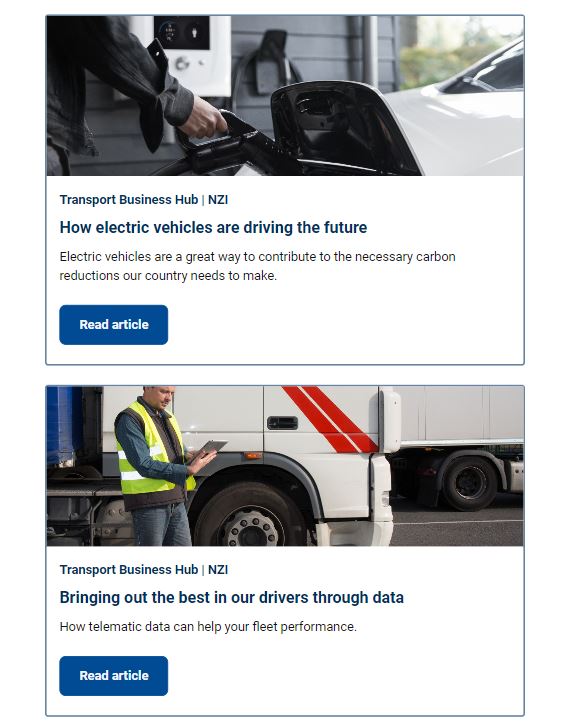 Transport Business Hub | NZI
How electric vehicles are driving the future
Electric vehicles are a great way to contribute to the necessary carbon
reductions our country needs to make.
Read article
Transport Business Hub | NZI
Bringing out the best in our drivers through data
How telematic data can help your fleet performance.
Read article